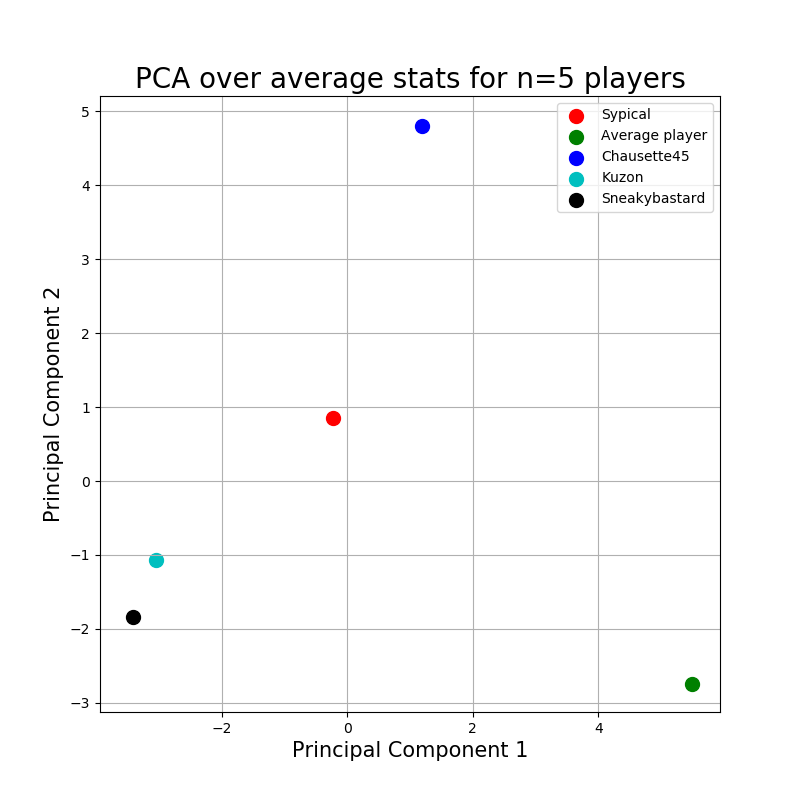 PCA over average stats for n=5 players
Sypical
Average player
Chausette45
Kuzon
Sneakybastard
5
4
3
2
1
0
−1
−2
−3
Principal Component 2
−2
0
2
4
Principal Component 1